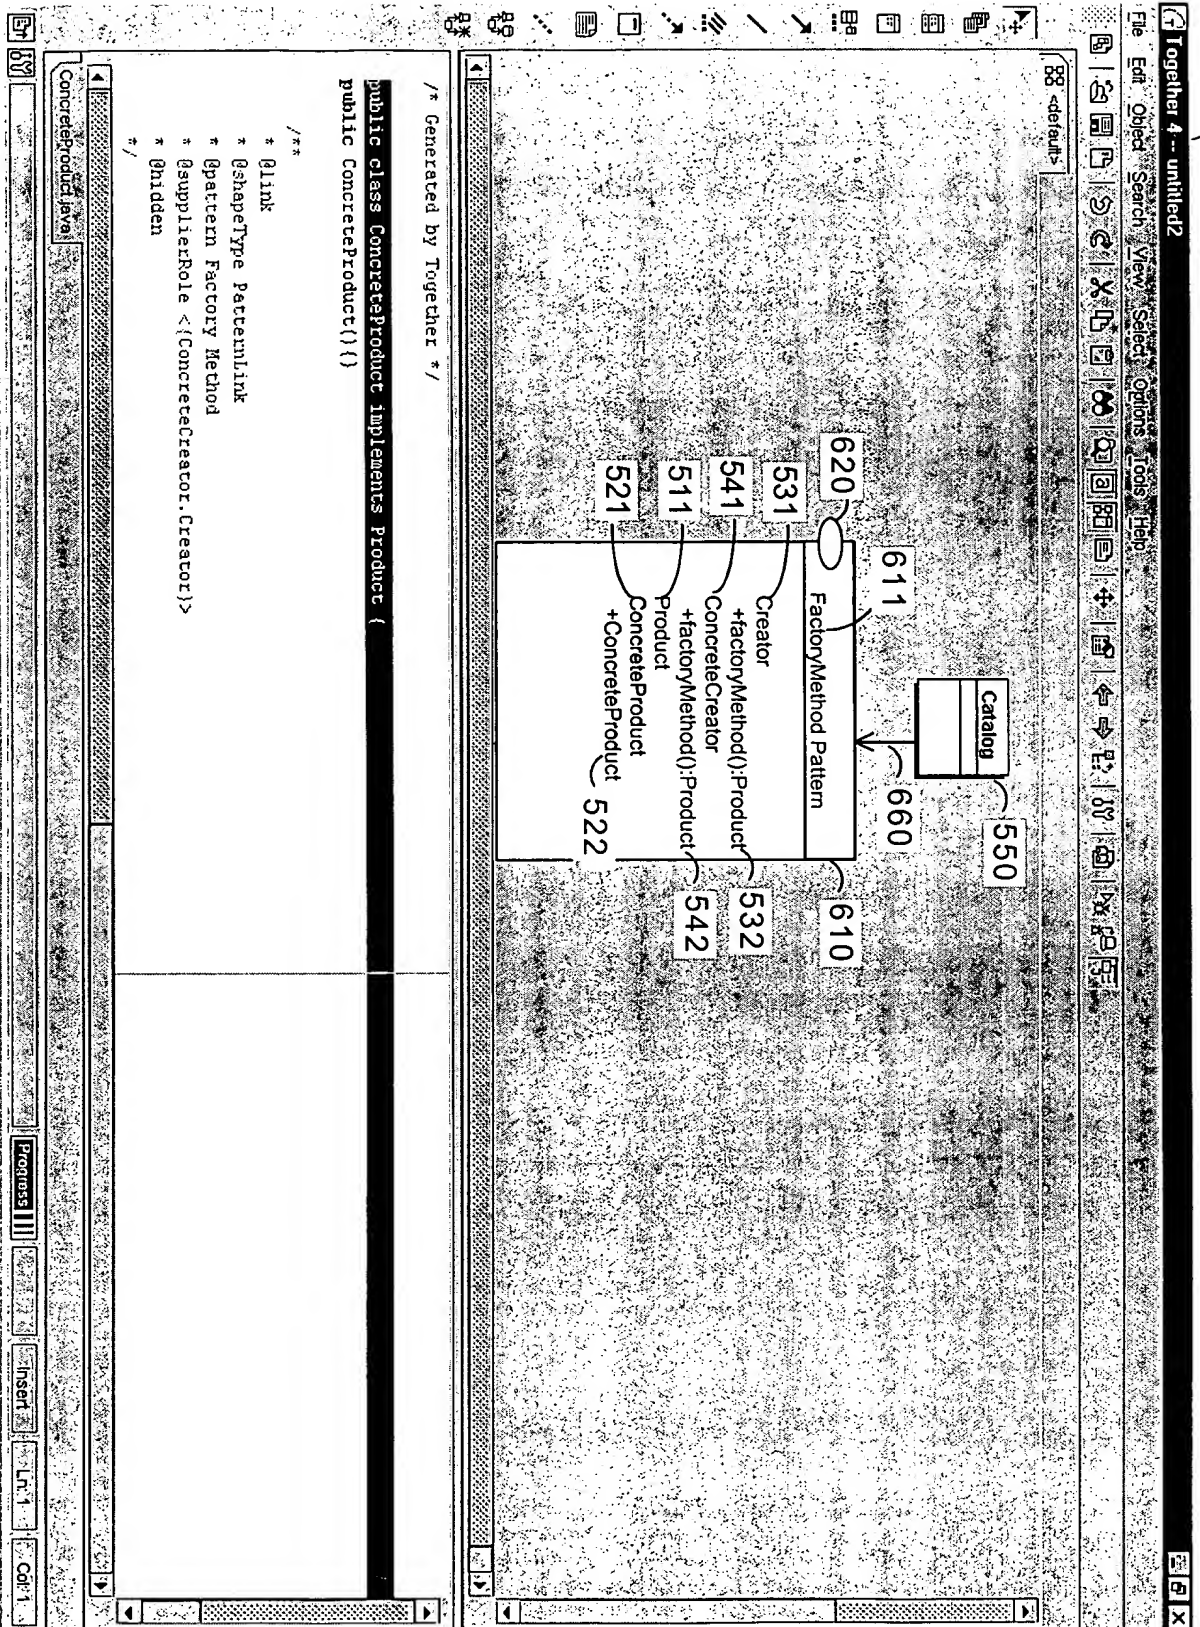 Together 4 -- untitled2
File Edit Object Search View Select Options Tools Help
<default>
Catalog
550
660
611
620
FactoryMethod Pattern
610
531
Creator
+factoryMethod():Product
532
541
ConcreteCreator
+factoryMethod():Product
542
511
Product
521
ConcreteProduct
+ConcreteProduct
522
/* Generated by Together */
public class ConcreteProduct implements Product {
public ConcreteProduct(){}
/**
* @link
* @shapeType PatternLink
* @pattern Factory Method
* @supplierRole <{ConcreteCreator.Creator}>
* @hidden
*/
ConcreteProduct.java
Progress
Insert
Ln: 1
Col: 1